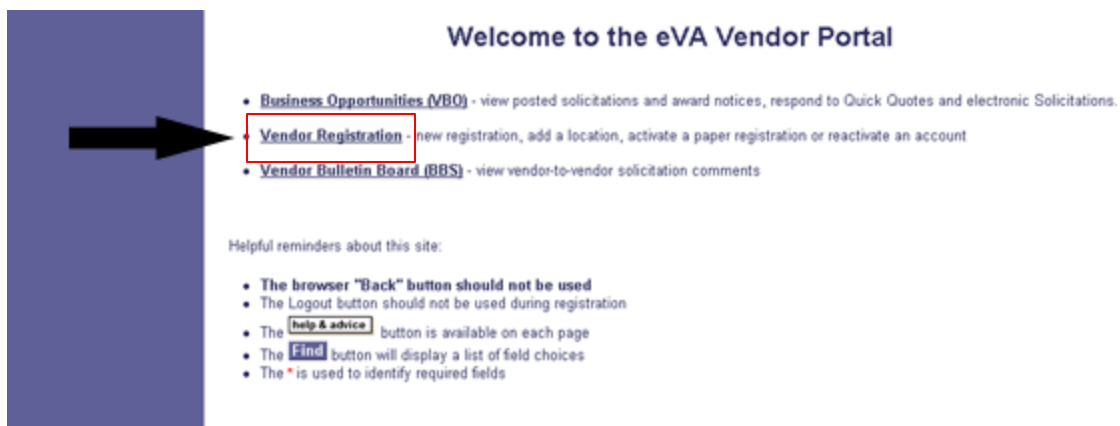 Welcome to the eVA Vendor Portal
• Business Opportunities (VBO) - view posted solicitations and award notices, respond to Quick Quotes and electronic Solicitations.
• Vendor Registration - new registration, add a location, activate a paper registration or reactivate an account
• Vendor Bulletin Board (BBS) - view vendor-to-vendor solicitation comments
Helpful reminders about this site:
• The browser "Back" button should not be used
• The Logout button should not be used during registration
• The help & advice button is available on each page
• The Find button will display a list of field choices
• The * is used to identify required fields